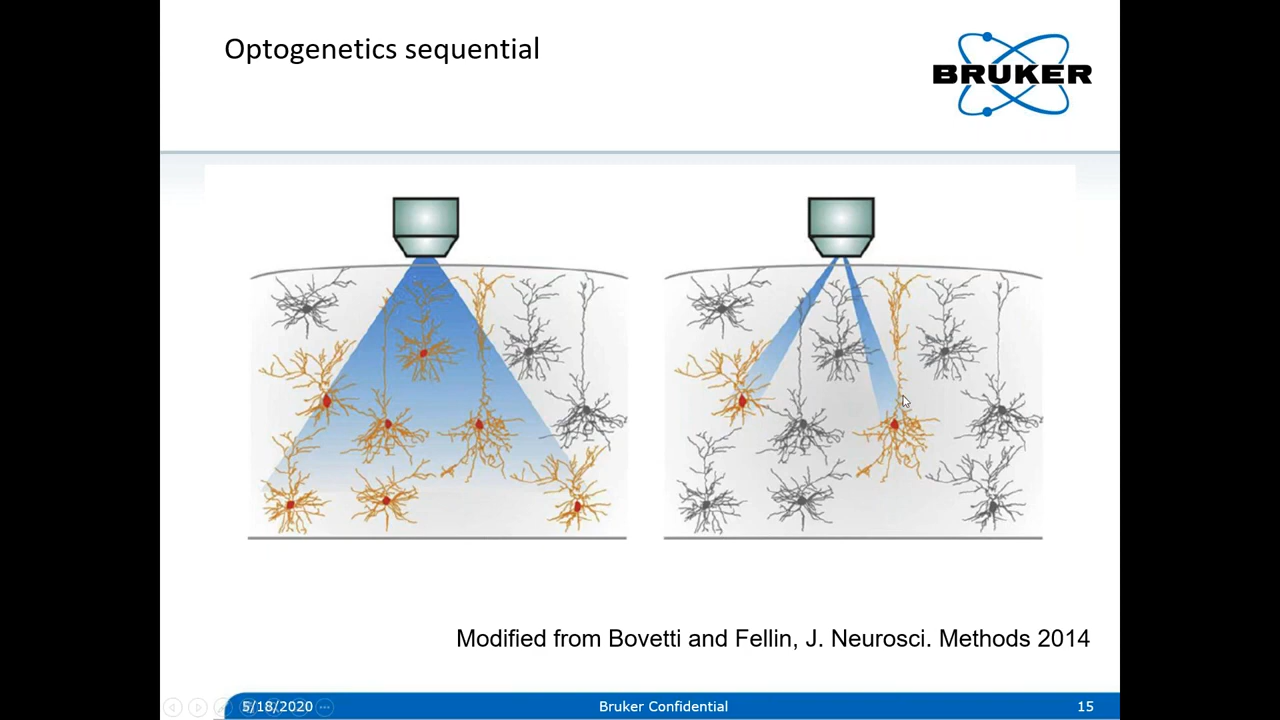 Optogenetics sequential
BRUKER
Modified from Bovetti and Fellin, J. Neurosci. Methods 2014
5/18/2020
Bruker Confidential
15